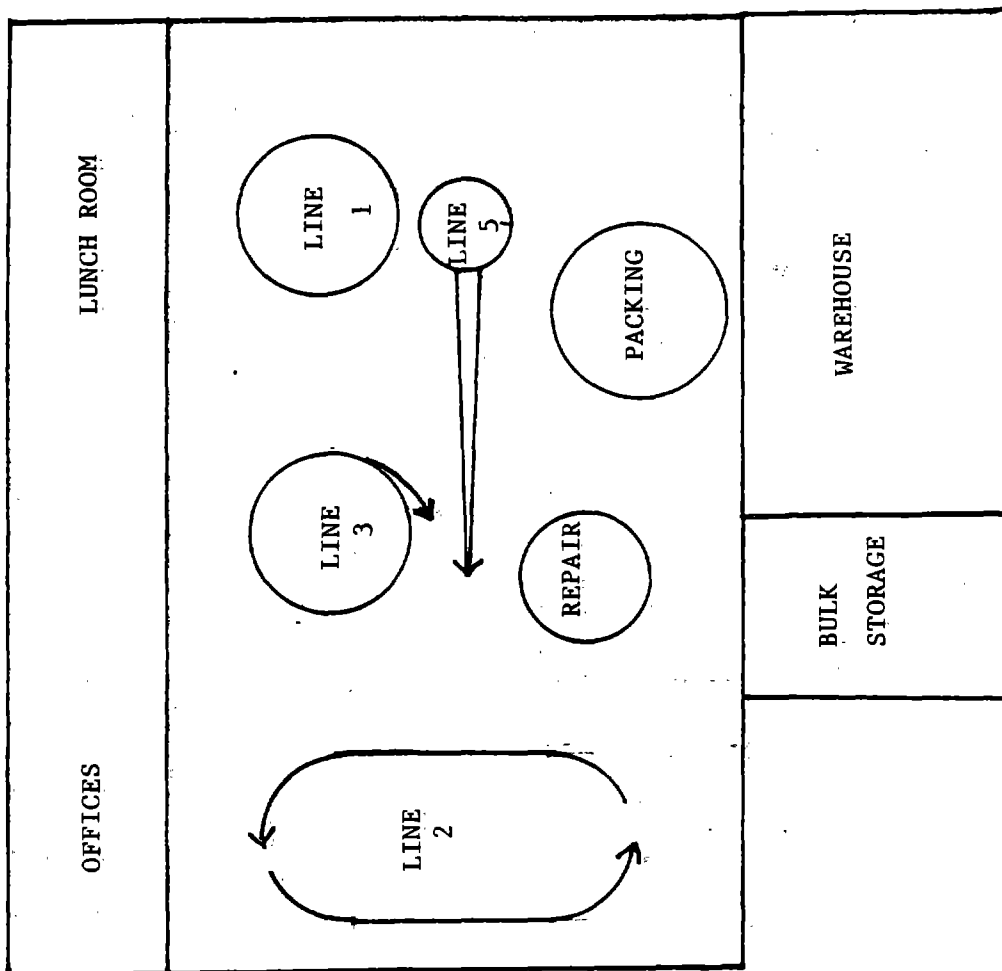 OFFICES
LUNCH ROOM
LINE
1
LINE
3
LINE
2
LINE
5
REPAIR
PACKING
BULK
STORAGE
WAREHOUSE